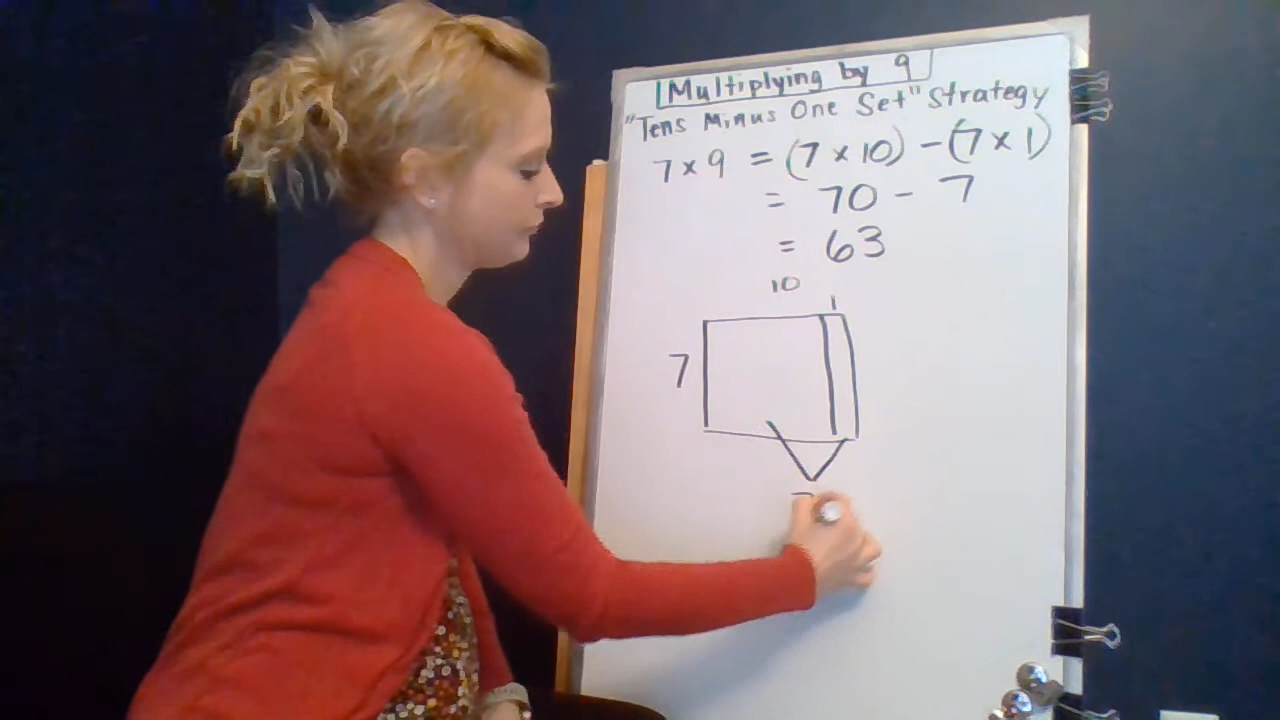 Multiplying by 9
"Tens Minus One Set" Strategy
7 x 9 = (7 x 10) - (7 x 1)
= 70 - 7
= 63
10
1
7